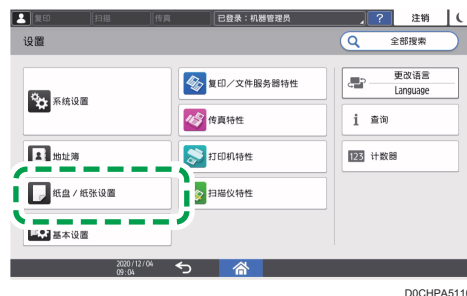 复印
扫描
传真
已登录：机器管理员
?
注销
设置
全部搜索
系统设置
复印／文件服务器特性
更改语言
Language
传真特性
i 查询
地址簿
打印机特性
123 计数器
纸盘 / 纸张设置
扫描仪特性
基本设置
2020/12/04
09:04
D0CHPA5110